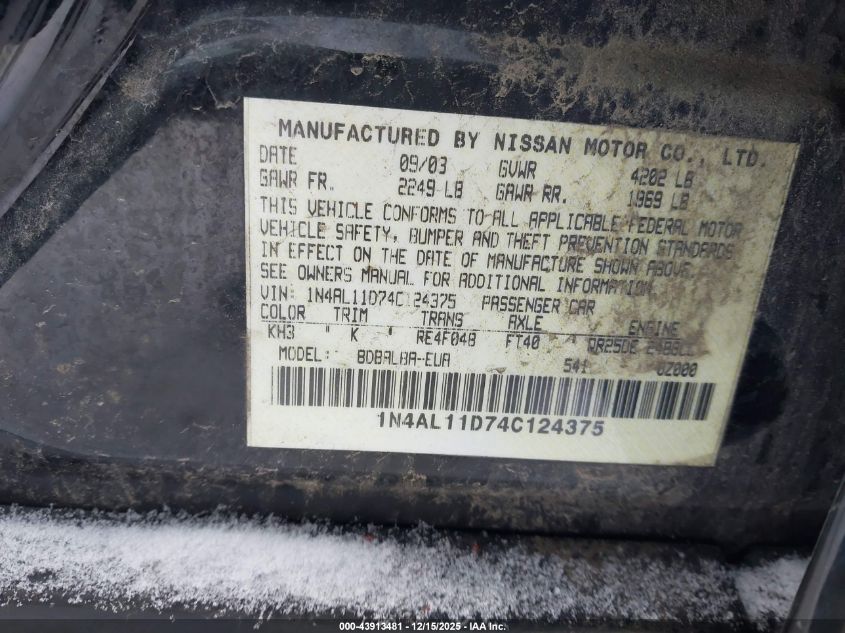 MANUFACTURED BY NISSAN MOTOR CO., LTD.
DATE 09/03 GVWR 4202 LB
GAWR FR. 2249 LB GAWR RR. 1969 LB
THIS VEHICLE CONFORMS TO ALL APPLICABLE FEDERAL MOTOR
VEHICLE SAFETY, BUMPER AND THEFT PREVENTION STANDARDS
IN EFFECT ON THE DATE OF MANUFACTURE SHOWN ABOVE.
SEE OWNERS MANUAL FOR ADDITIONAL INFORMATION.
VIN: 1N4AL11D74C124375 PASSENGER CAR
COLOR TRIM TRANS AXLE ENGINE
KH3 " K " RE4F04B FT40 QR25DE
MODEL: BDBALBA-EUA
1N4AL11D74C124375
000-43913481 - 12/15/2025 - IAA Inc.